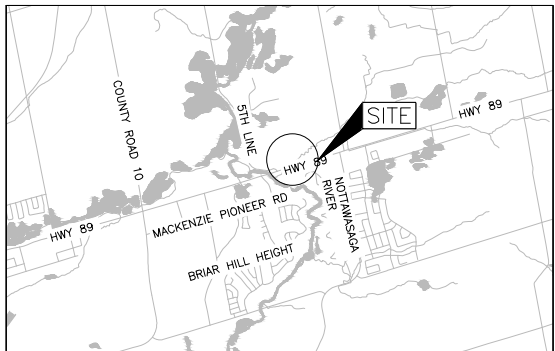 COUNTY ROAD 10
5TH LINE
SITE
HWY 89
HWY 89
HWY 89
MACKENZIE PIONEER RD
NOTTAWASAGA
RIVER
BRIAR HILL HEIGHT